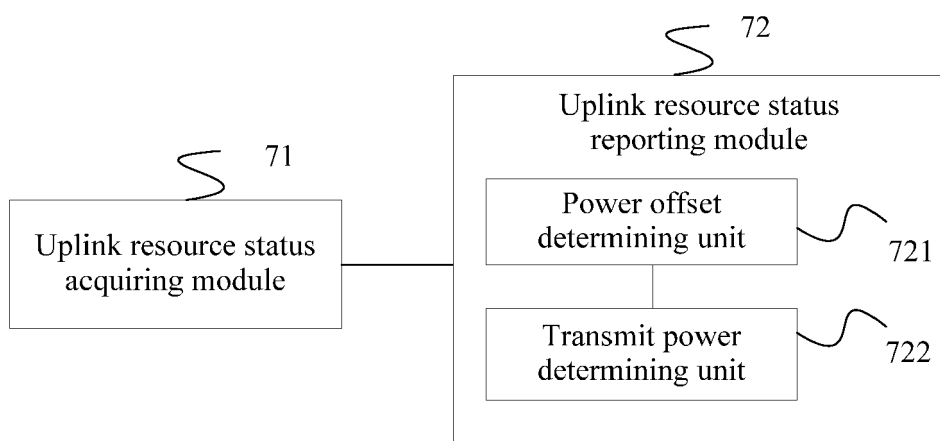 72
Uplink resource status
reporting module
71
Uplink resource status
acquiring module
Power offset
determining unit
721
Transmit power
determining unit
722